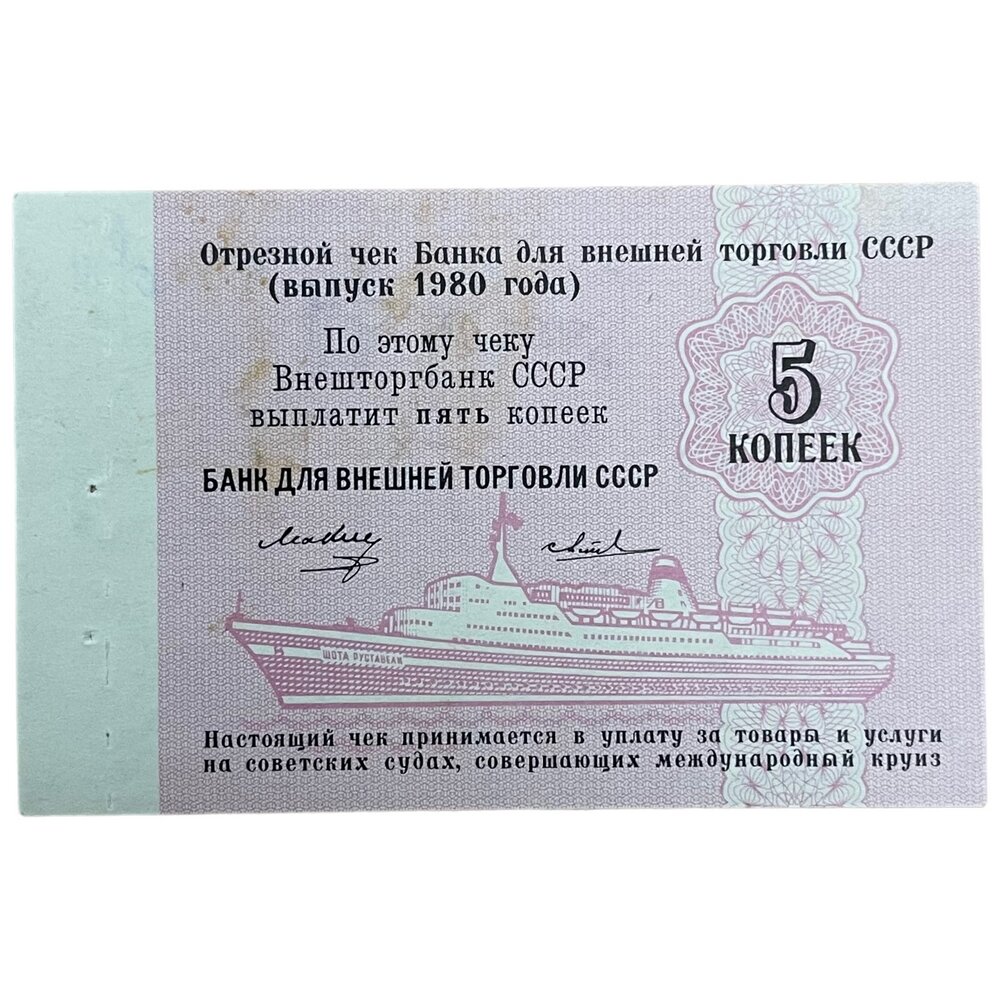 Отрезной чек Банка для внешней торговли СССР
(выпуск 1980 года)
По этому чеку
Внешторгбанк СССР
выплатит пять копеек
5
КОПЕЕК
БАНК ДЛЯ ВНЕШНЕЙ ТОРГОВЛИ СССР
ШОТА РУСТАВЕЛИ
Настоящий чек принимается в уплату за товары и услуги
на советских судах, совершающих международный круиз